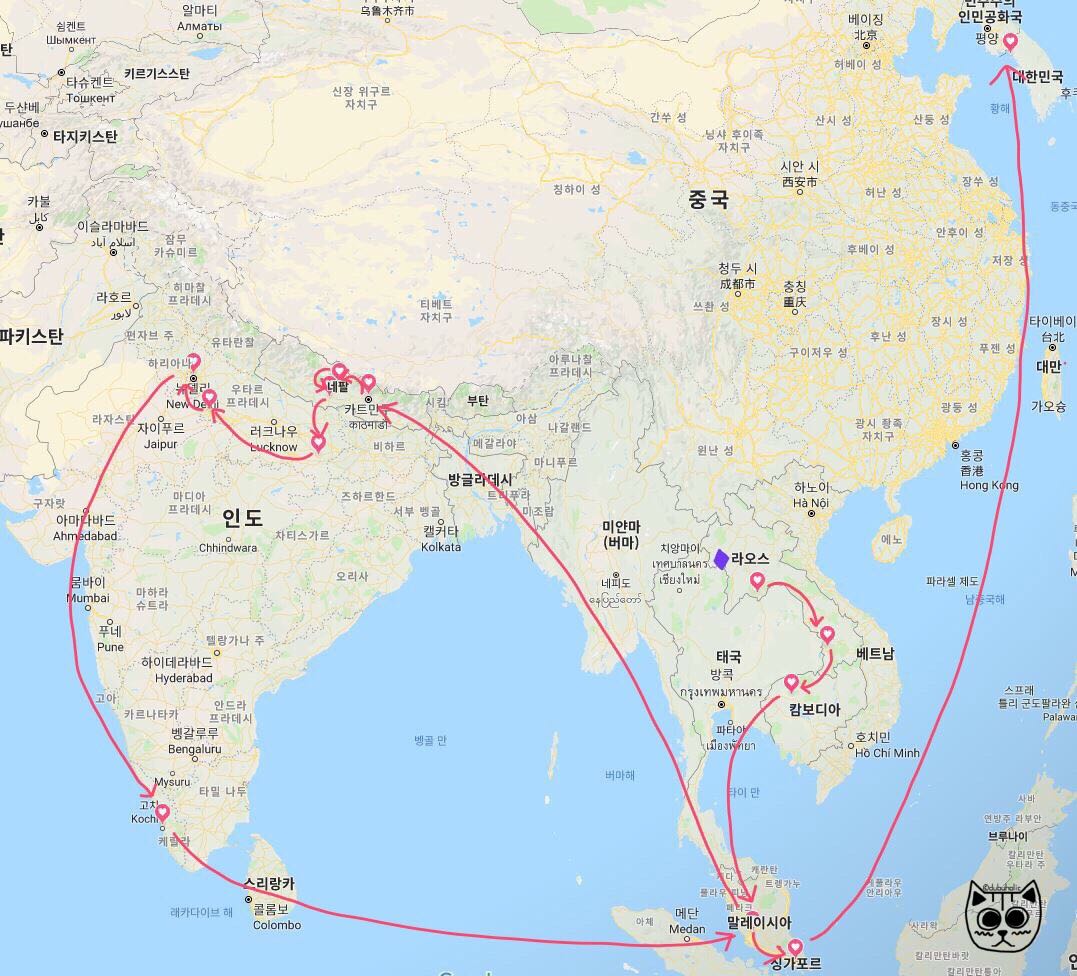 알마티
Алматы
우루무치시
乌鲁木齐市
쉼켄트
Шымкент
타슈켄트
Тошкент
키르기스스탄
두샨베
타지키스탄
카불
كابل
이슬라마바드
اسلام آباد
잠무
카슈미르
라호르
لاہور
파키스탄
히마찰
프라데시
펀자브 주
하리아나
유타란찰
뉴델리
New Delhi
우타르
프라데시
라자스탄
자이푸르
Jaipur
러크나우
Lucknow
네팔
카트만두
काठमाडौं
시킴
부탄
아루나찰
프라데시
아삼
나갈랜드
메갈라야
마니푸르
비하르
방글라데시
트리푸라
미조람
구자랏
아마다바드
Ahmedabad
마디아
프라데시
인도
Chhindwara
차티스가르
즈하르한드
서부 벵골
캘커타
Kolkata
오리사
뭄바이
Mumbai
마하라
슈트라
푸네
Pune
텔랑가나 주
하이데라바드
Hyderabad
고아
카르나타카
안드라
프라데시
벵갈루루
Bengaluru
Mysuru
타밀 나두
고치
Kochi
케랄라
스리랑카
콜롬보
Colombo
래카다이브 해
벵골 만
버마해
신장 위구르
자치구
티베트
자치구
칭하이 성
간쑤 성
닝샤 후이족
자치구
중국
시안 시
西安市
청두 시
成都市
충칭
重庆
쓰촨 성
구이저우 성
윈난 성
광시 좡족
자치구
베이징
北京
허베이 성
산시 성
산둥 성
허난 성
장쑤 성
안후이 성
후베이 성
저장 성
후난 성
장시 성
푸젠 성
광둥 성
홍콩
香港
Hong Kong
인민공화국
평양
대한민국
황해
동중국
타이베이
台北
대만
가오슝
하노이
Hà Nội
미얀마
(버마)
네피도
နေပြည်တော်
치앙마이
เชียงใหม่
라오스
태국
방콕
กรุงเทพมหานคร
파타야
เมืองพัทยา
베트남
캄보디아
호치민
Hồ Chí Minh
타이 만
파라셀 제도
남중국해
스프래
틀리 군도
팔라완
사바
연방주 라부안
브루나이
칼리만탄
우타라 주
캘란탄
트렝가누
페라크
말레이시아
싱가포르
아체
메단
Medan
케풀라우
안리아우
사라왁
칼리만탄바랏
칼리만탄틍아
@dubuholic